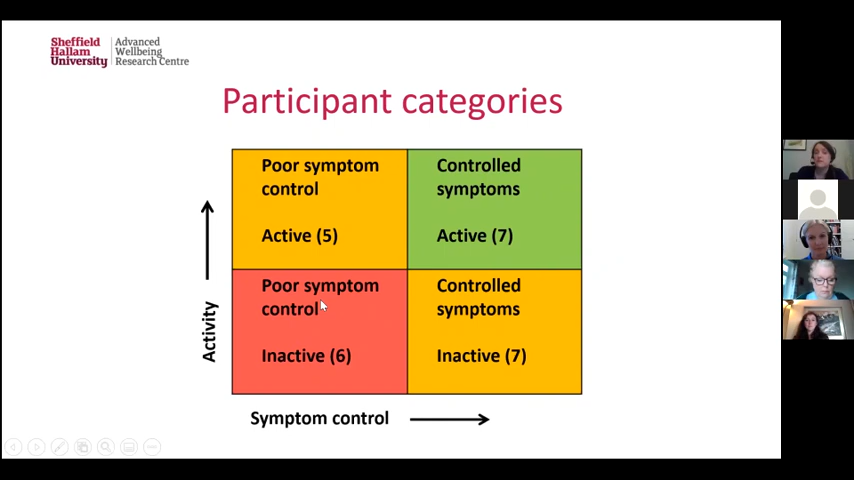 Sheffield
Hallam
University
Advanced
Wellbeing
Research Centre
Participant categories
Poor symptom
control
Active (5)
Controlled
symptoms
Active (7)
Poor symptom
control
Inactive (6)
Controlled
symptoms
Inactive (7)
Activity
Symptom control